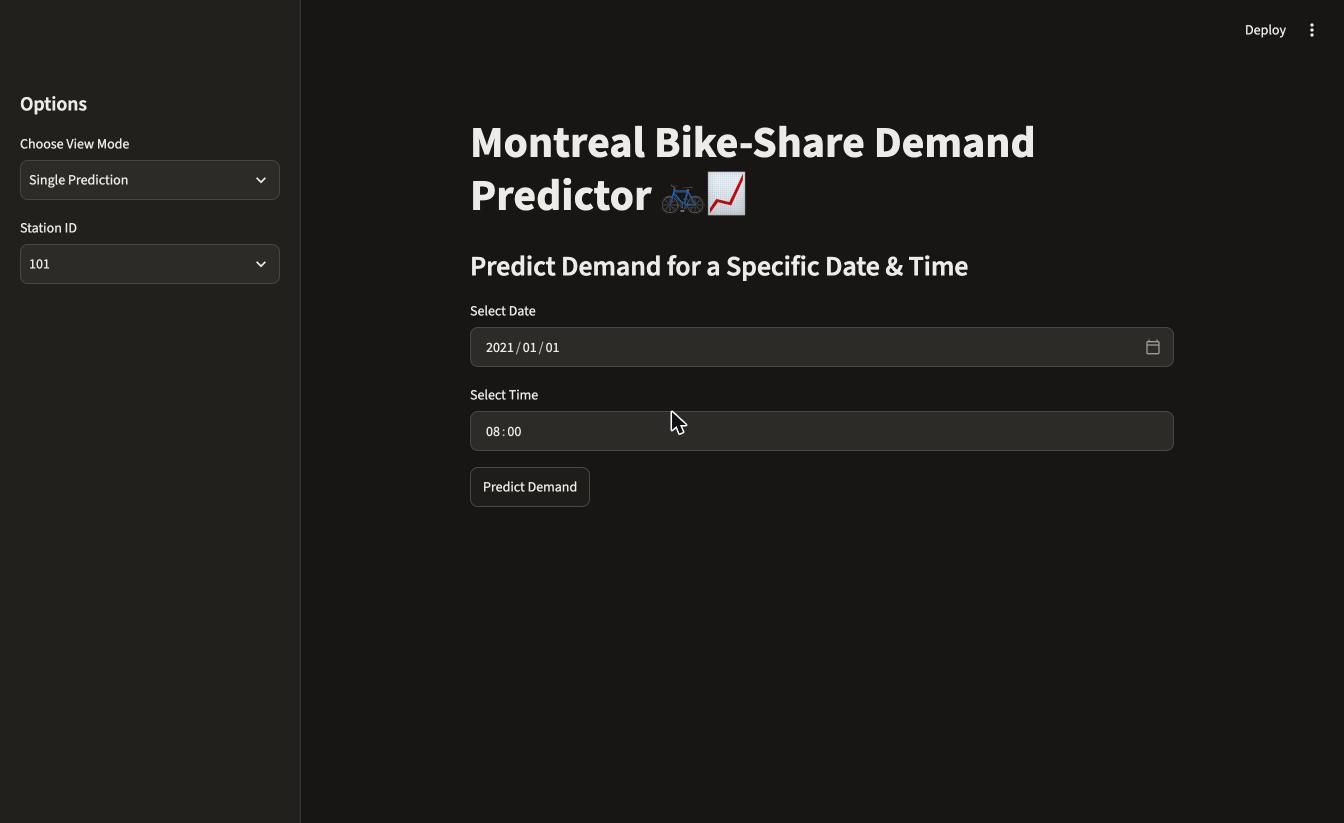 Deploy
Options
Choose View Mode
Single Prediction
Station ID
101
Montreal Bike-Share Demand
Predictor 🚲📈
Predict Demand for a Specific Date & Time
Select Date
2021/01/01
Select Time
08:00
Predict Demand